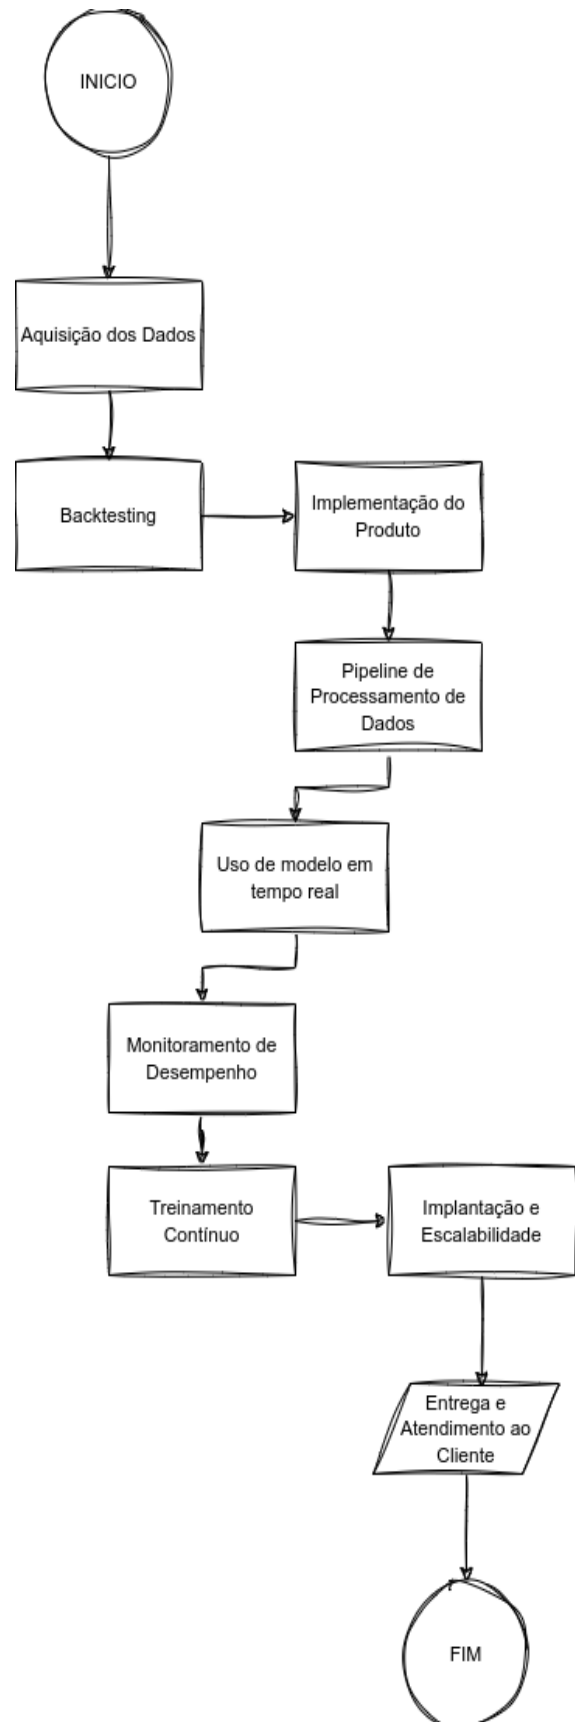 INICIO
Aquisição dos Dados
Backtesting
Implementação do
Produto
Pipeline de
Processamento de
Dados
Uso de modelo em
tempo real
Monitoramento de
Desempenho
Treinamento
Contínuo
Implantação e
Escalabilidade
Entrega e
Atendimento ao
Cliente
FIM